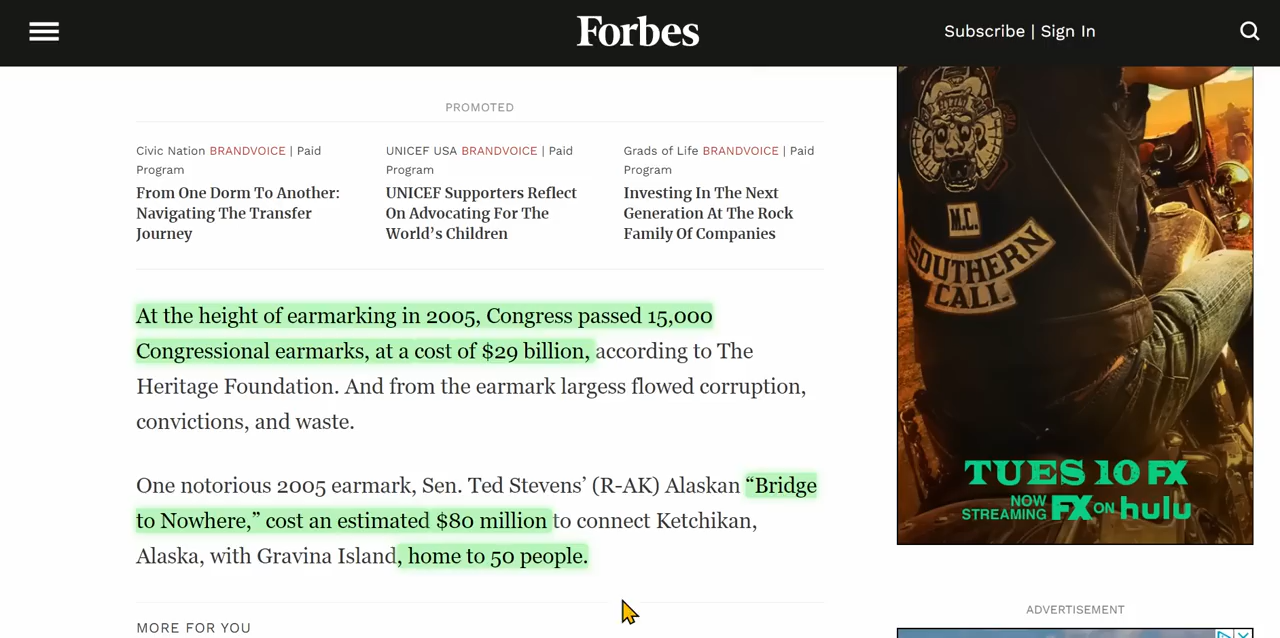 Forbes
Subscribe | Sign In
PROMOTED
Civic Nation BRANDVOICE | Paid
Program
From One Dorm To Another:
Navigating The Transfer
Journey
UNICEF USA BRANDVOICE | Paid
Program
UNICEF Supporters Reflect
On Advocating For The
World’s Children
Grads of Life BRANDVOICE | Paid
Program
Investing In The Next
Generation At The Rock
Family Of Companies
At the height of earmarking in 2005, Congress passed 15,000
Congressional earmarks, at a cost of $29 billion, according to The
Heritage Foundation. And from the earmark largess flowed corruption,
convictions, and waste.
One notorious 2005 earmark, Sen. Ted Stevens’ (R-AK) Alaskan “Bridge
to Nowhere,” cost an estimated $80 million to connect Ketchikan,
Alaska, with Gravina Island, home to 50 people.
MORE FOR YOU
M.C.
SOUTHERN
CALI.
TUES 10 FX
NOW
STREAMING FX ON hulu
ADVERTISEMENT